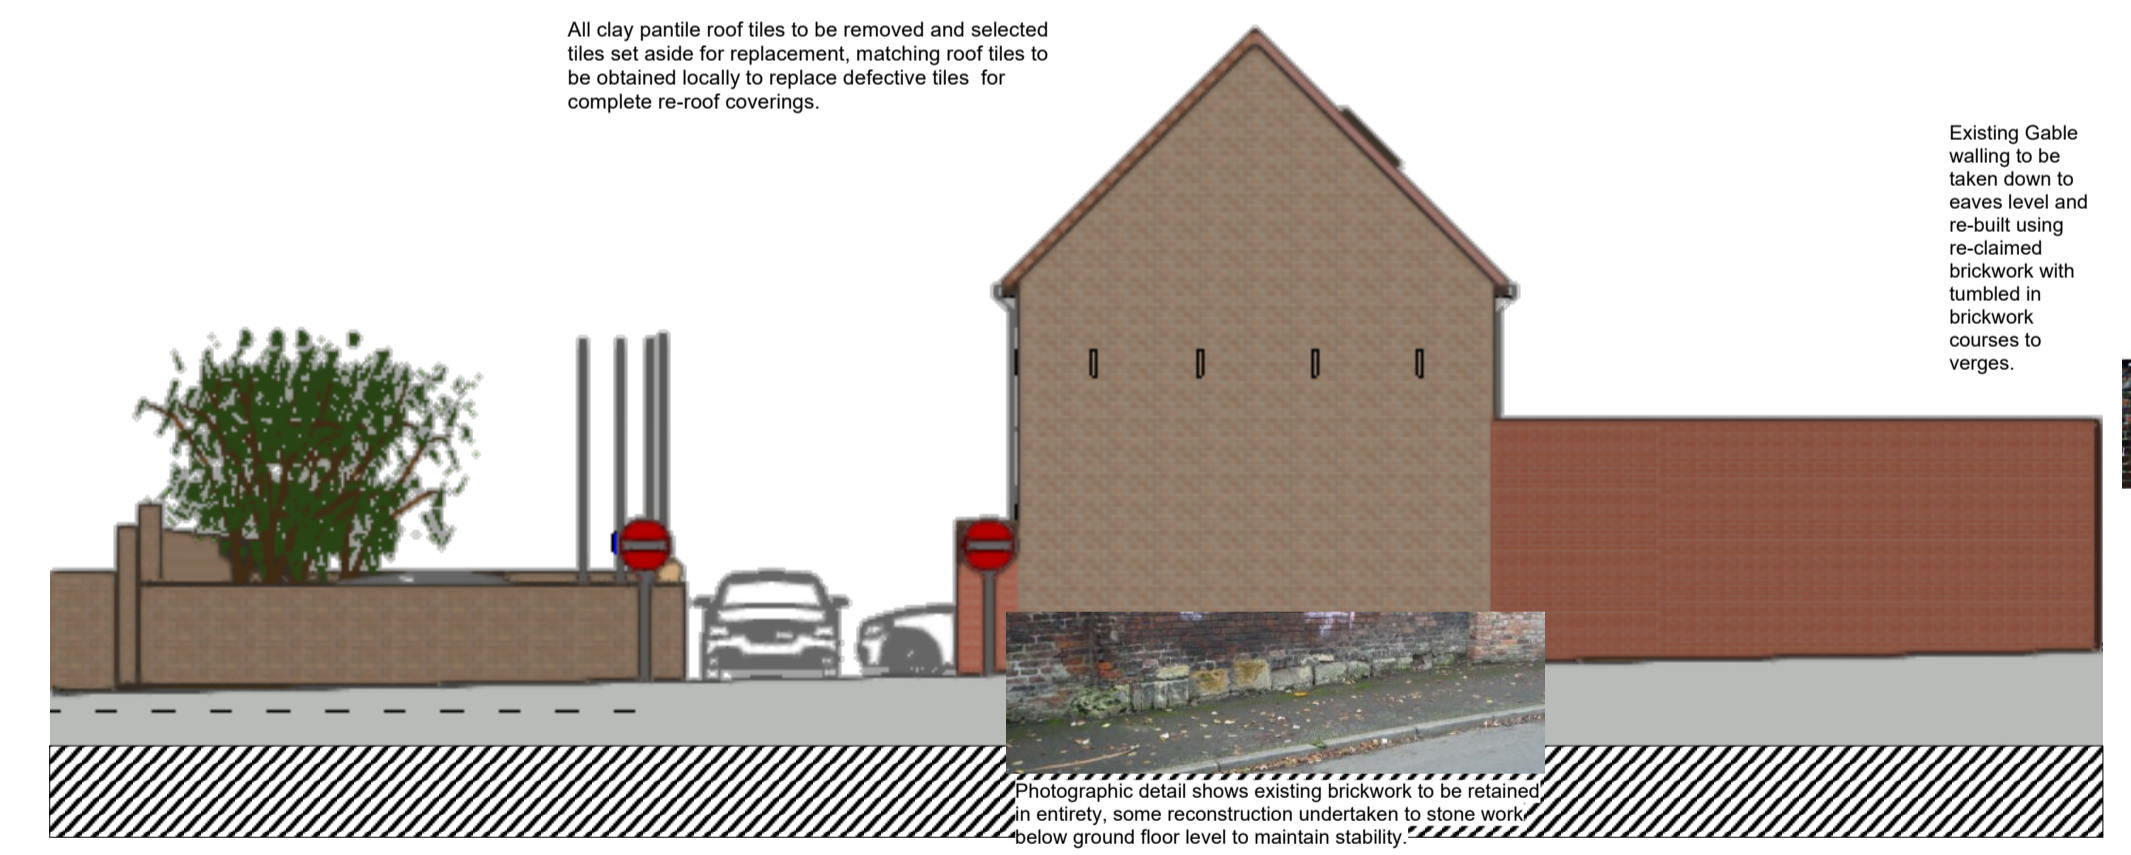 All clay pantile roof tiles to be removed and selected
tiles set aside for replacement, matching roof tiles to
be obtained locally to replace defective tiles  for
complete re-roof coverings.
Existing Gable
walling to be
taken down to
eaves level and
re-built using
re-claimed
brickwork with
tumbled in
brickwork
courses to
verges.
Photographic detail shows existing brickwork to be retained
in entirety, some reconstruction undertaken to stone work
below ground floor level to maintain stability.